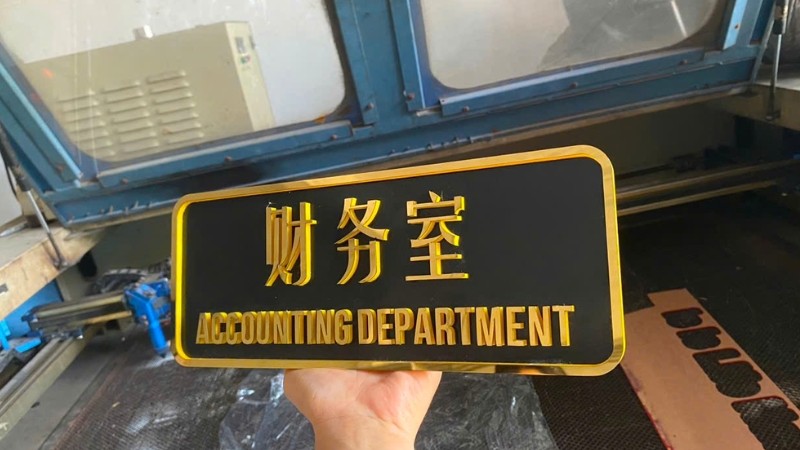 财务室
ACCOUNTING DEPARTMENT